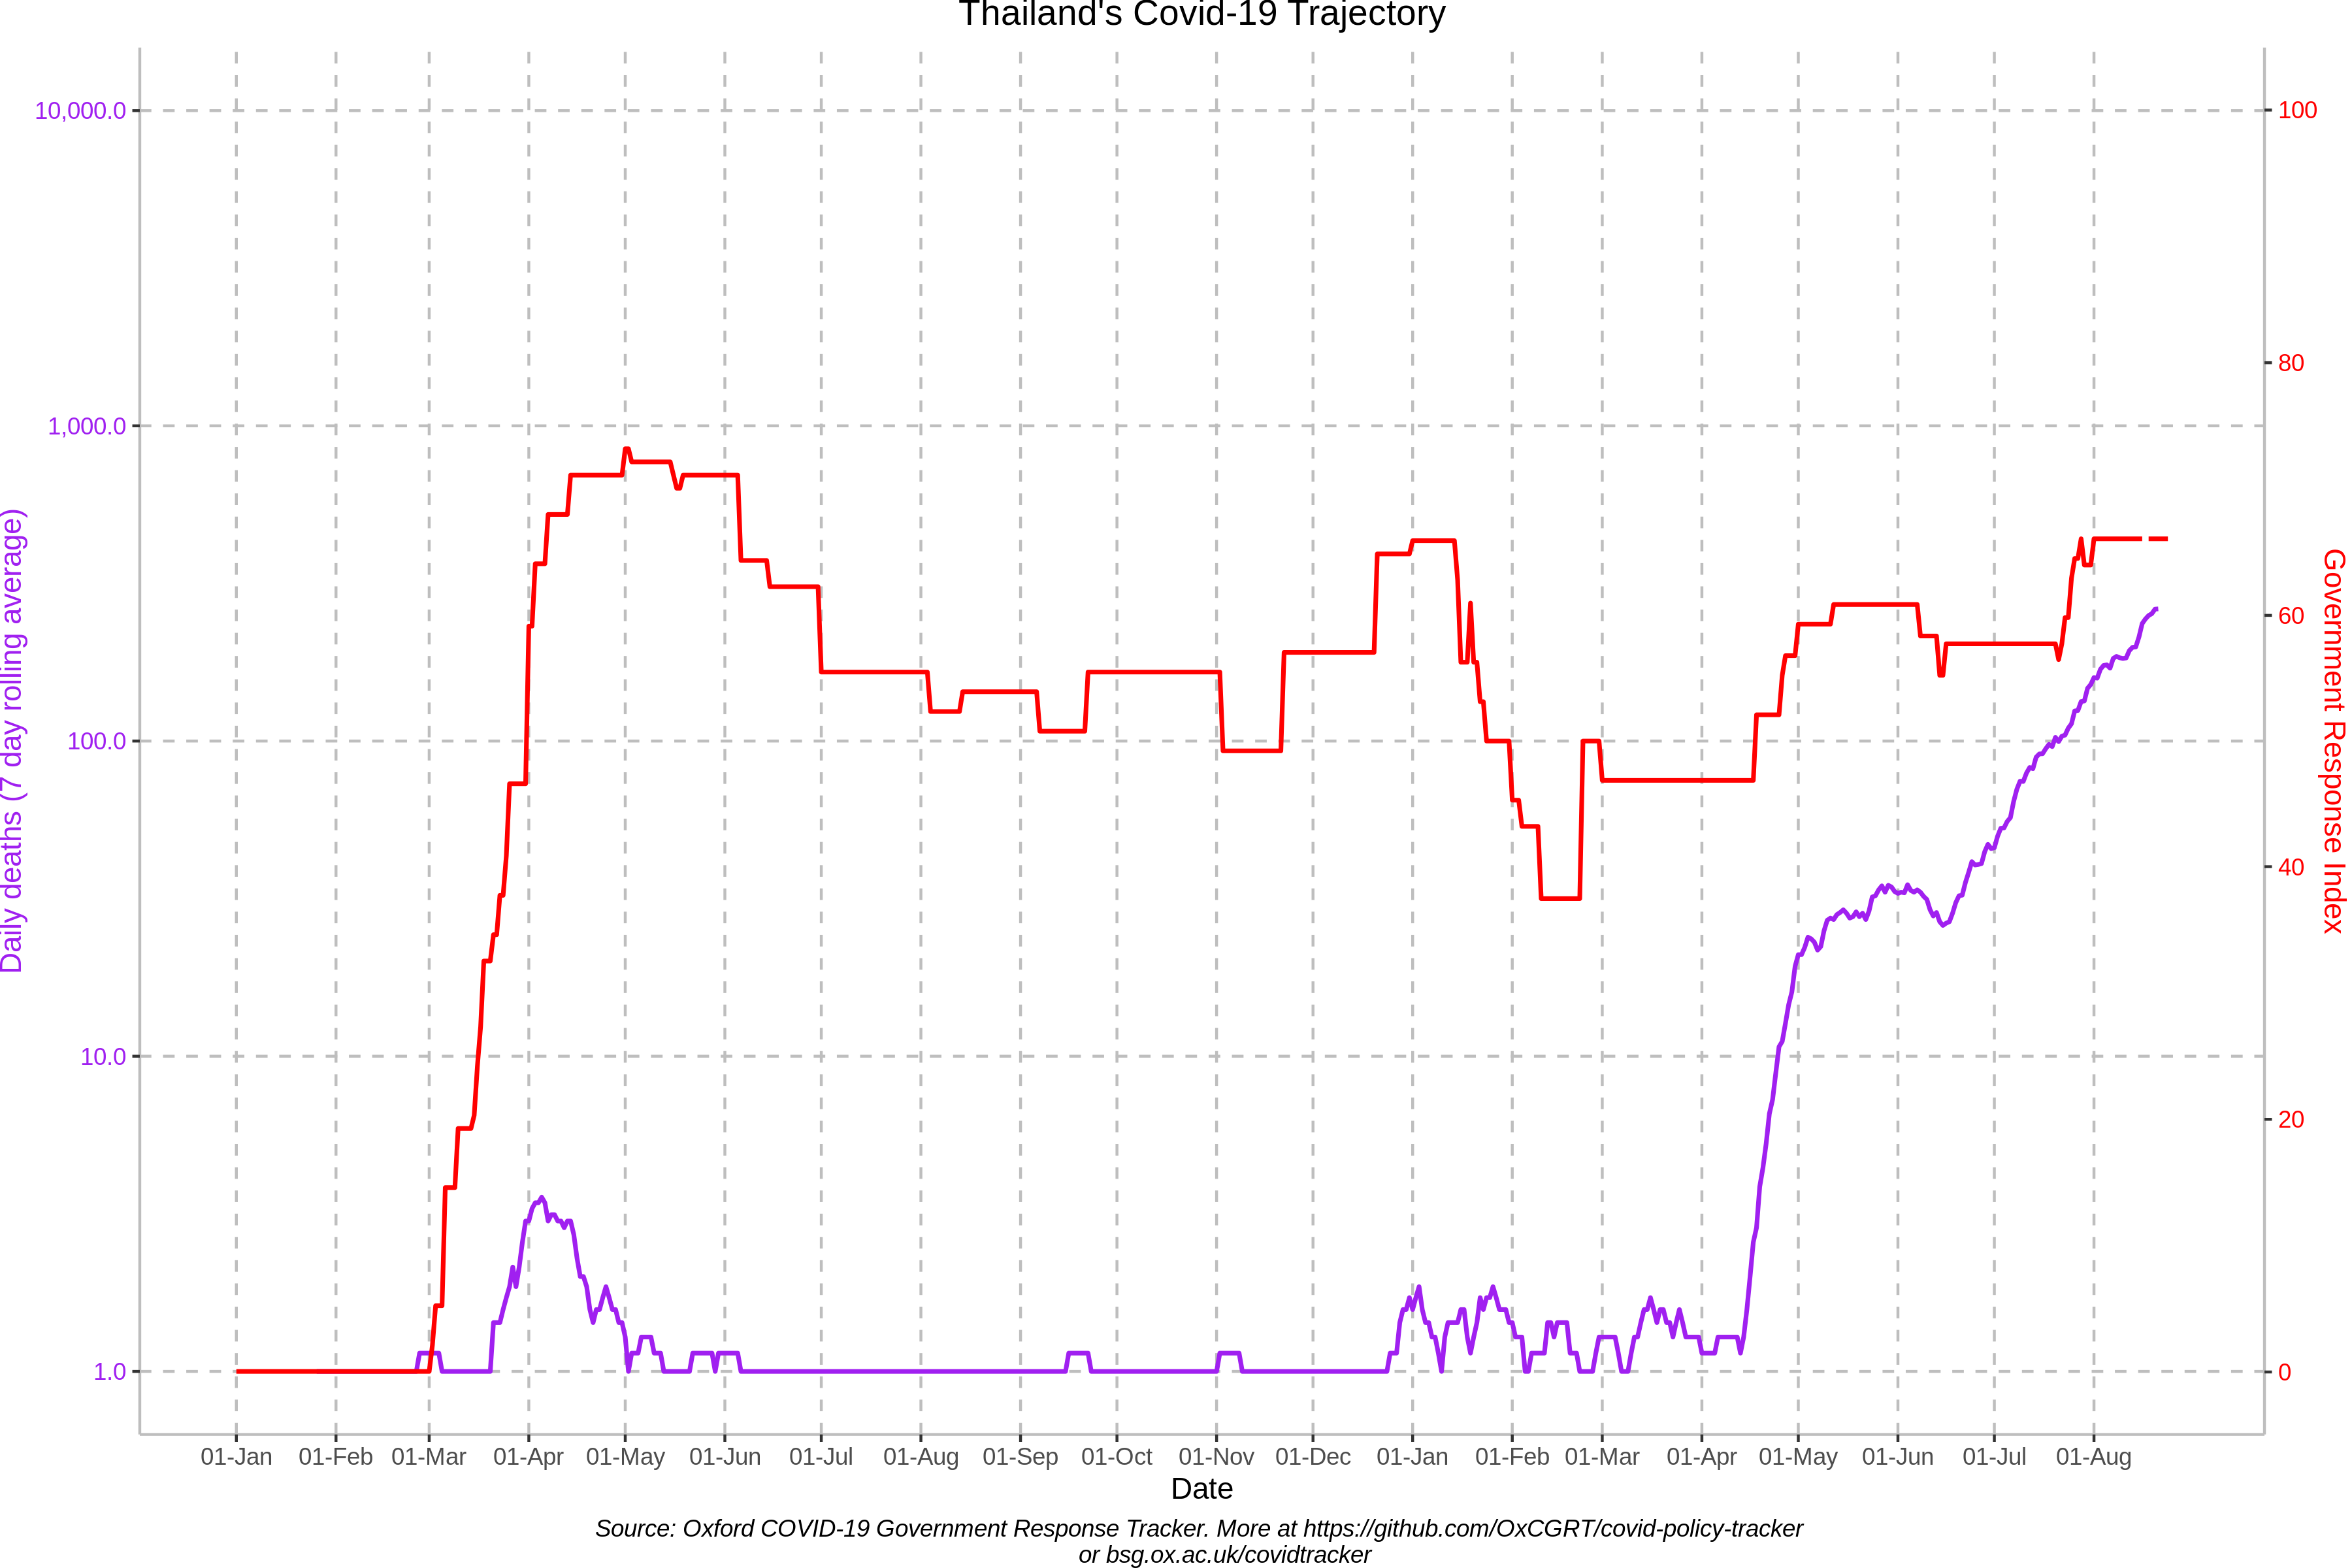 Thailand's Covid-19 Trajectory
10,000.0
1,000.0
100.0
10.0
1.0
Daily deaths (7 day rolling average)
100
80
60
40
20
0
Government Response Index
01-Jan 01-Feb 01-Mar 01-Apr 01-May 01-Jun 01-Jul 01-Aug 01-Sep 01-Oct 01-Nov 01-Dec 01-Jan 01-Feb 01-Mar 01-Apr 01-May 01-Jun 01-Jul 01-Aug
Date
Source: Oxford COVID-19 Government Response Tracker. More at https://github.com/OxCGRT/covid-policy-tracker
or bsg.ox.ac.uk/covidtracker